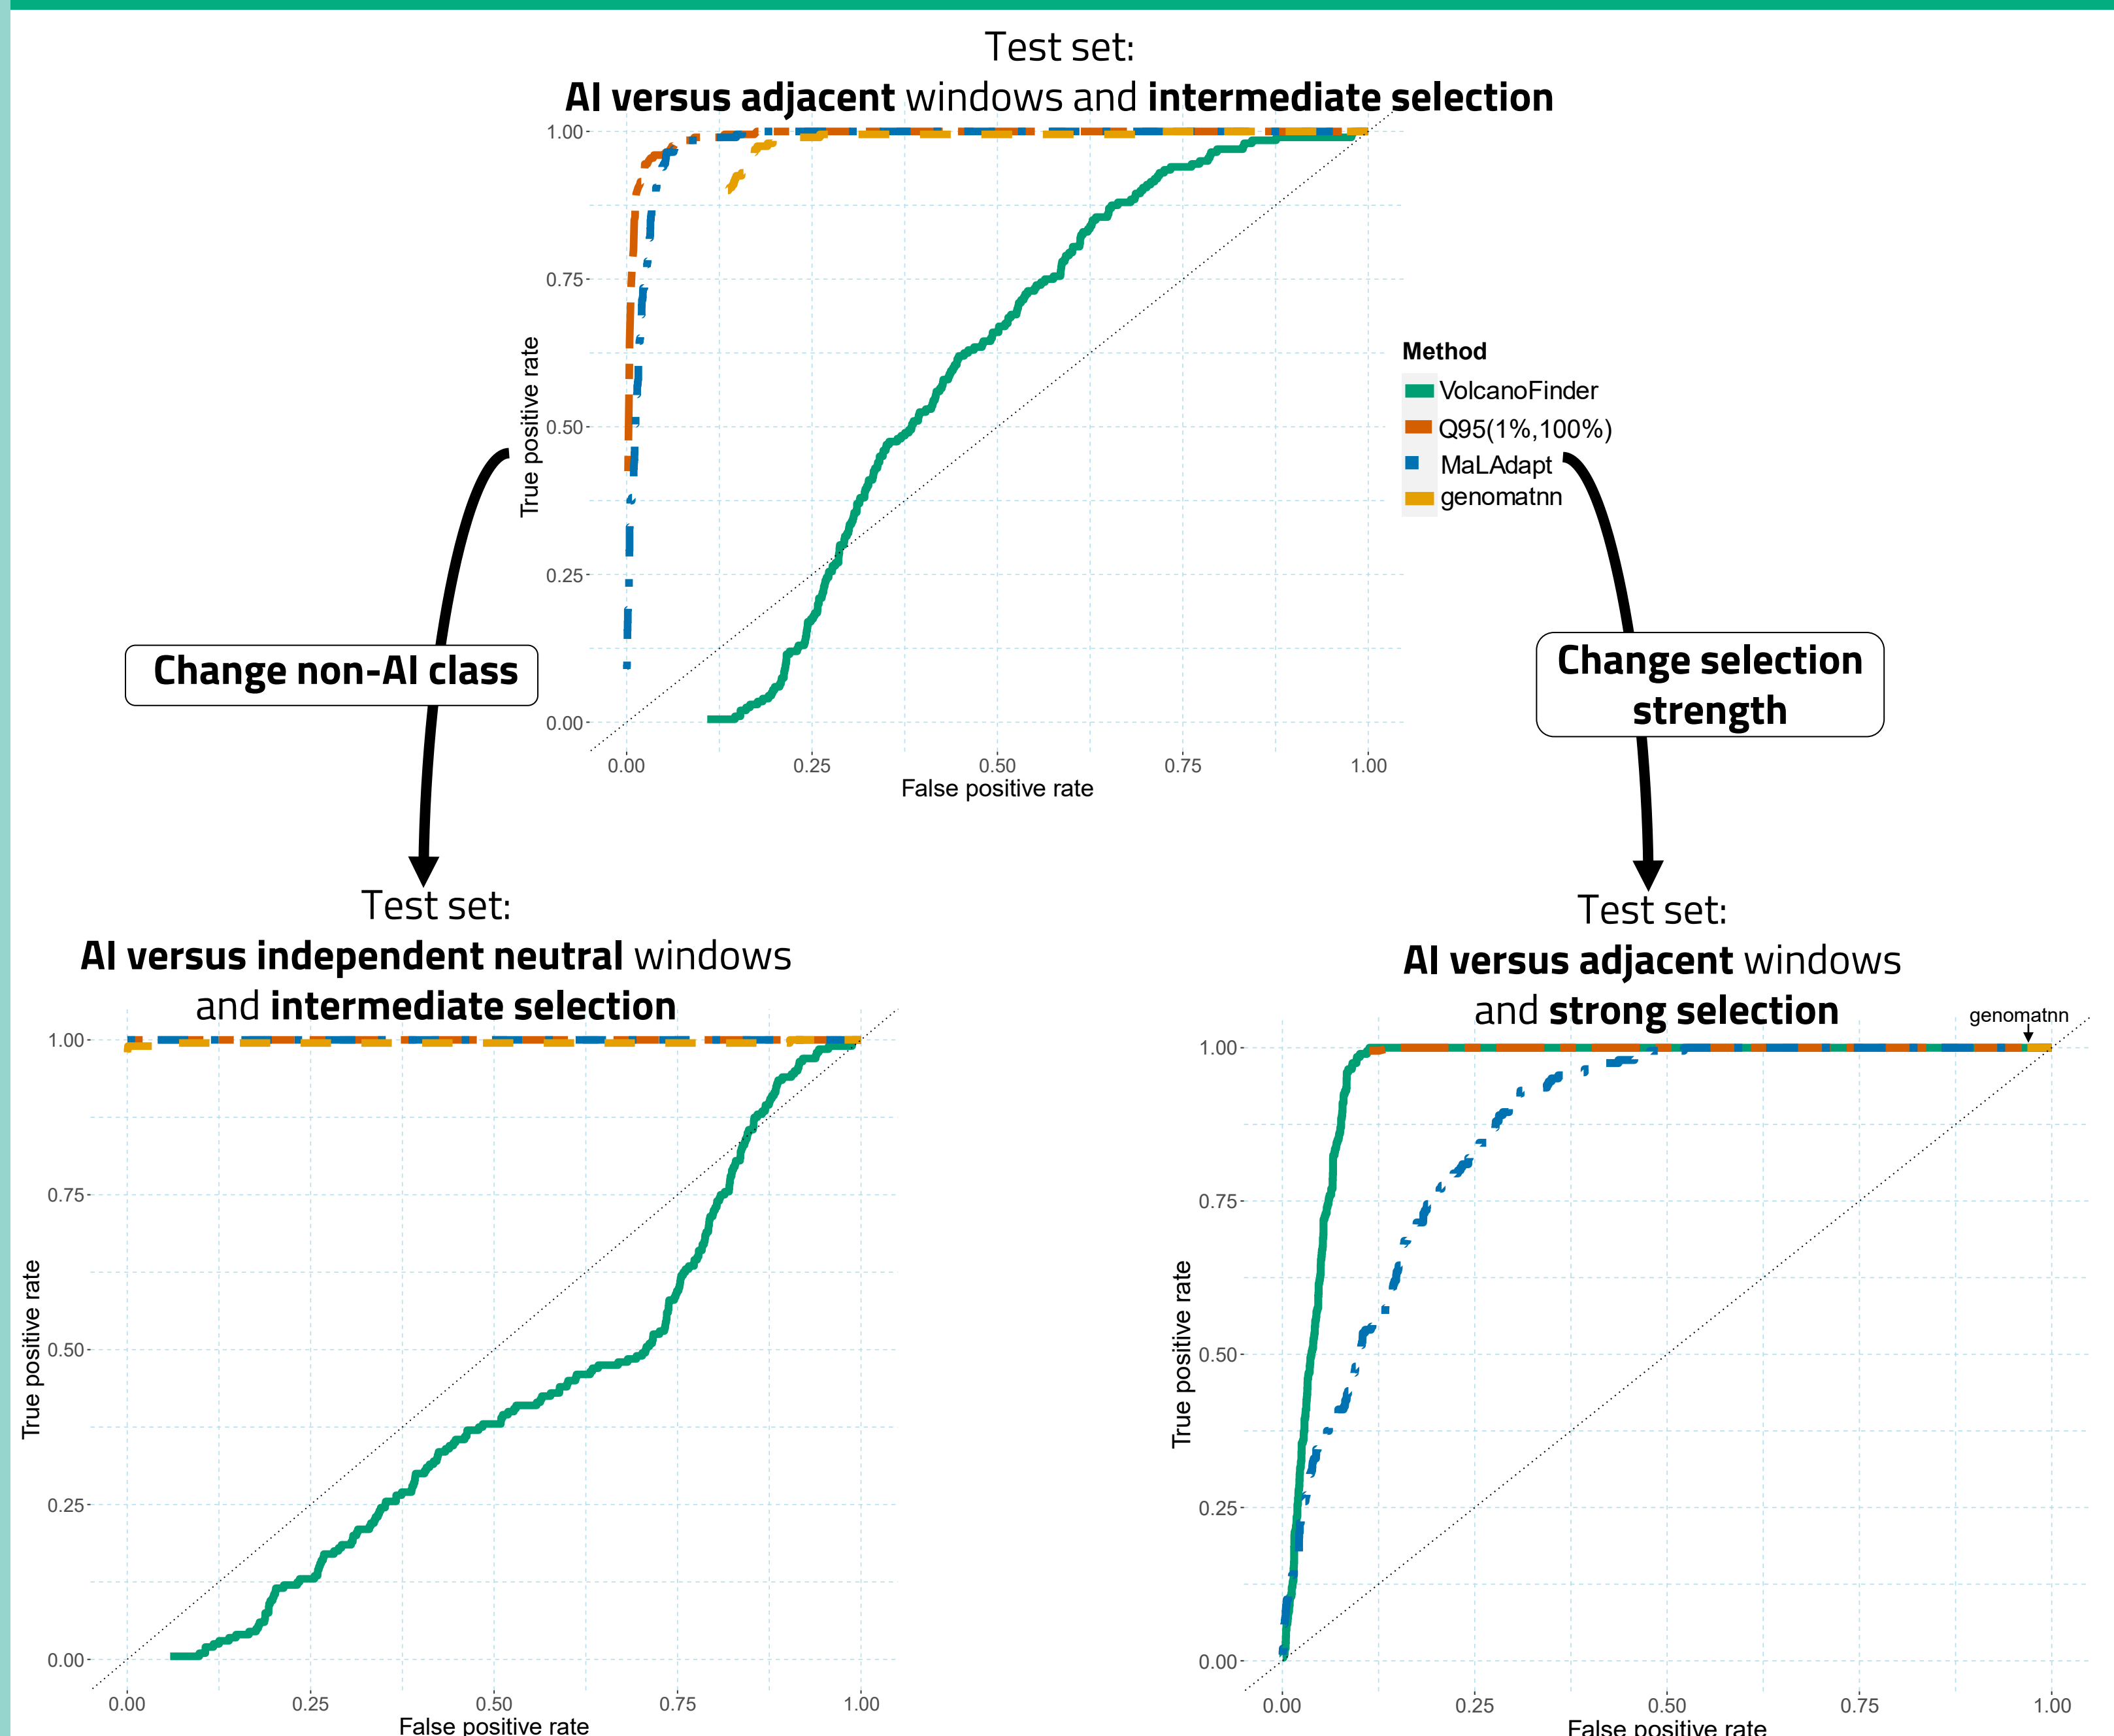 Test set:
AI versus adjacent windows and intermediate selection
1.00
0.75
0.50
0.25
0.00
True positive rate
0.00 0.25 0.50 0.75 1.00
False positive rate
Method
VolcanoFinder
Q95(1%,100%)
MaLAdapt
genomatnn
Change non-AI class
Change selection
strength
Test set:
AI versus independent neutral windows
and intermediate selection
1.00
0.75
0.50
0.25
0.00
True positive rate
0.00 0.25 0.50 0.75 1.00
False positive rate
Test set:
AI versus adjacent windows
and strong selection
genomatnn
1.00
0.75
0.50
0.25
0.00
True positive rate
0.00 0.25 0.50 0.75 1.00
False positive rate